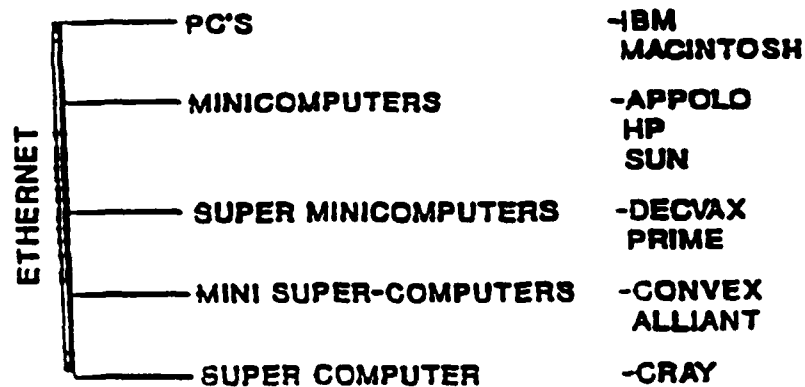 ETHERNET
PC'S -IBM
MACINTOSH
MINICOMPUTERS -APPOLO
HP
SUN
SUPER MINICOMPUTERS -DECVAX
PRIME
MINI SUPER-COMPUTERS -CONVEX
ALLIANT
SUPER COMPUTER -CRAY